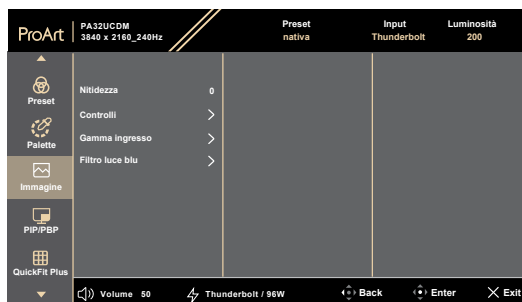 ProArt
PA32UCDM
3840 x 2160_240Hz
Preset
nativa
Input
Thunderbolt
Luminosità
200
Preset
Palette
Immagine
PIP/PBP
QuickFit Plus
Nitidezza 0
Controlli
Gamma ingresso
Filtro luce blu
Volume 50
Thunderbolt / 96W
Back
Enter
Exit